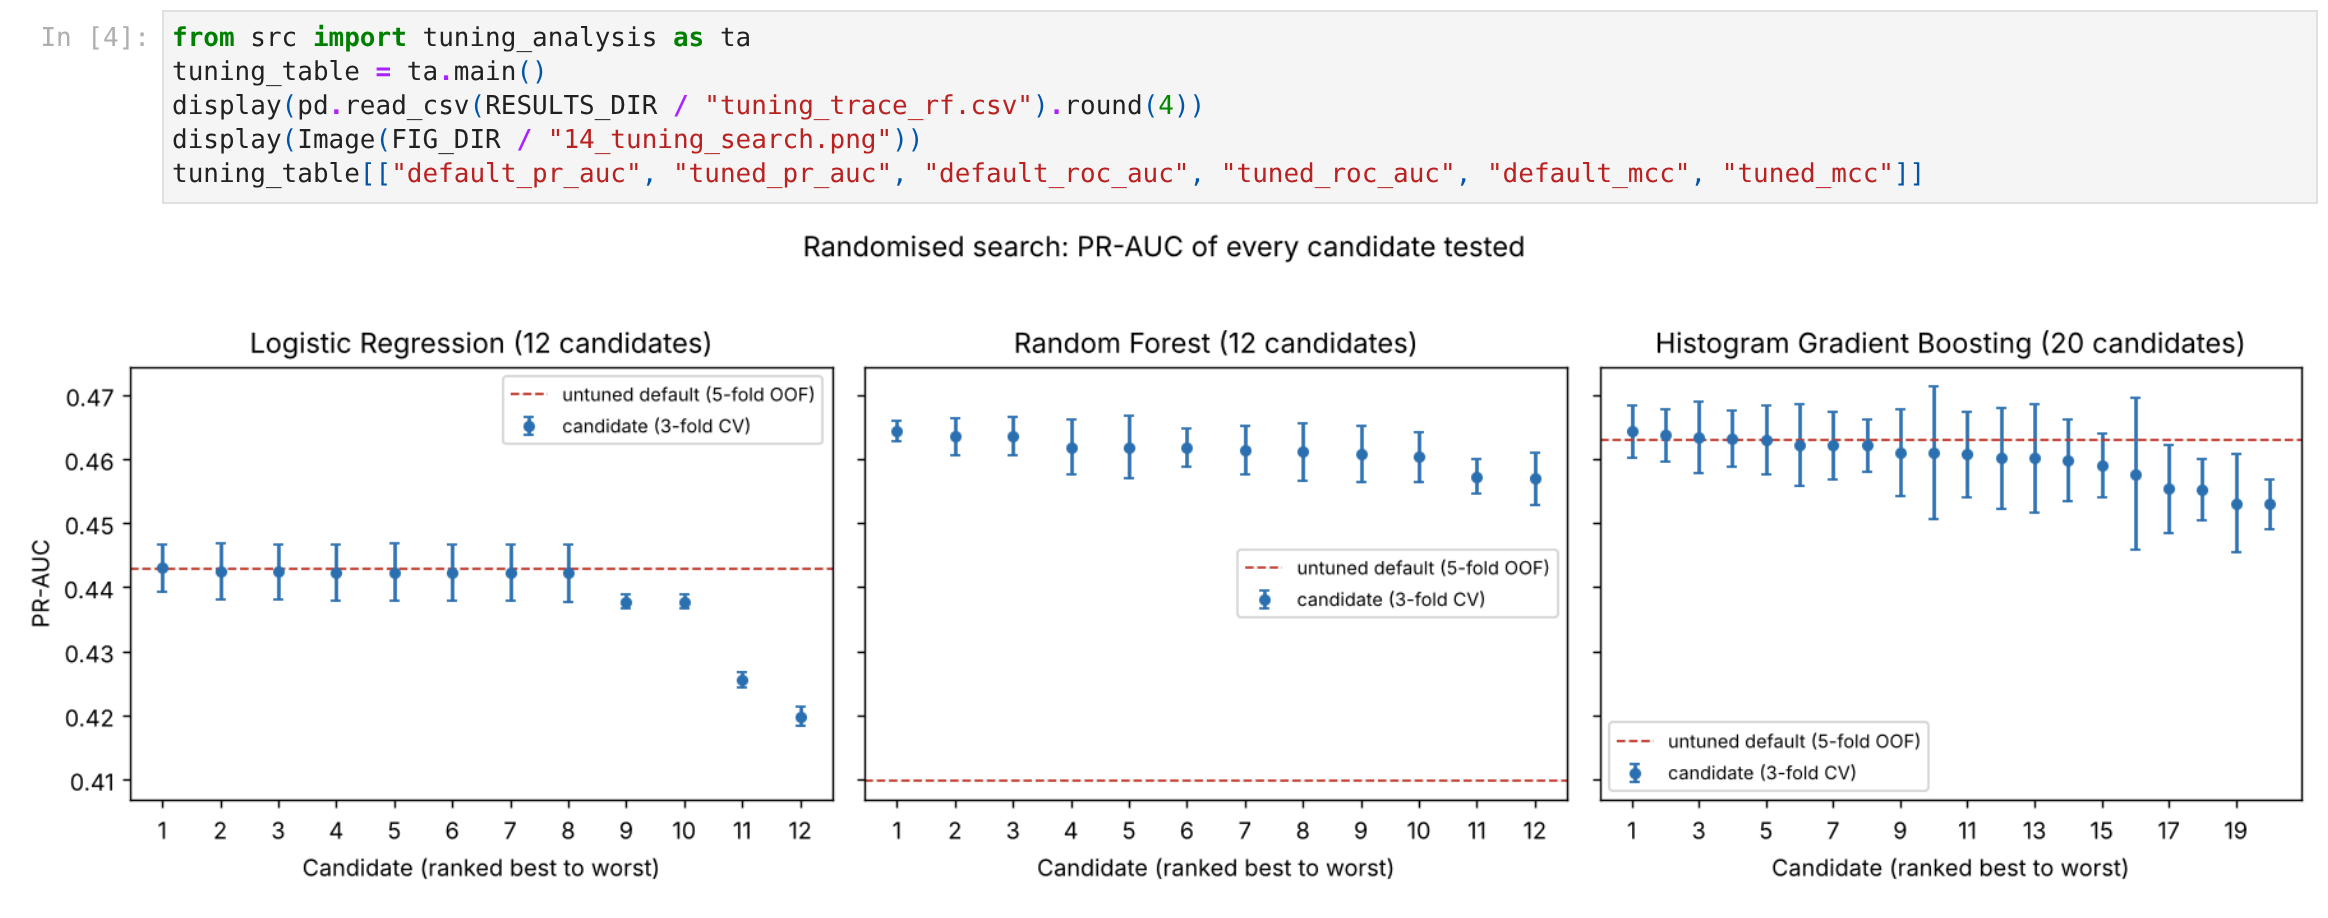 In [4]:
from src import tuning_analysis as ta
tuning_table = ta.main()
display(pd.read_csv(RESULTS_DIR / "tuning_trace_rf.csv").round(4))
display(Image(FIG_DIR / "14_tuning_search.png"))
tuning_table[["default_pr_auc", "tuned_pr_auc", "default_roc_auc", "tuned_roc_auc", "default_mcc", "tuned_mcc"]]
Randomised search: PR-AUC of every candidate tested
Logistic Regression (12 candidates)
PR-AUC
0.47
0.46
0.45
0.44
0.43
0.42
0.41
untuned default (5-fold OOF)
candidate (3-fold CV)
1 2 3 4 5 6 7 8 9 10 11 12
Candidate (ranked best to worst)
Random Forest (12 candidates)
untuned default (5-fold OOF)
candidate (3-fold CV)
1 2 3 4 5 6 7 8 9 10 11 12
Candidate (ranked best to worst)
Histogram Gradient Boosting (20 candidates)
untuned default (5-fold OOF)
candidate (3-fold CV)
1 3 5 7 9 11 13 15 17 19
Candidate (ranked best to worst)